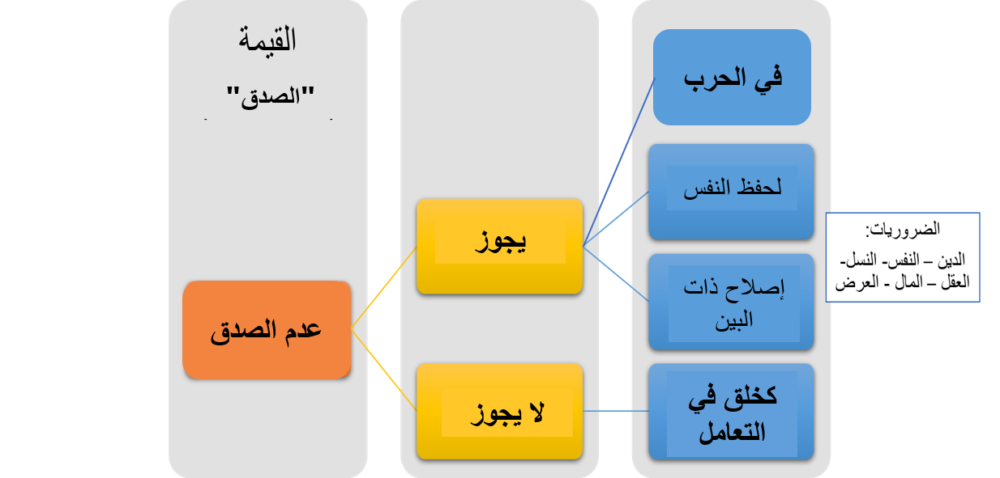 القيمة
"الصدق"
عدم الصدق
يجوز
لا يجوز
في الحرب
لحفظ النفس
إصلاح ذات
البين
كخلق في
التعامل
الضروريات:
الدين – النفس- النسل-
العقل – المال - العرض